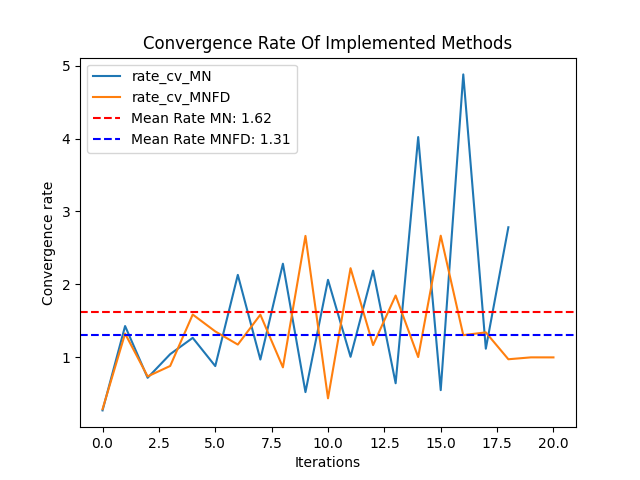 Convergence Rate Of Implemented Methods
rate_cv_MN
rate_cv_MNFD
Mean Rate MN: 1.62
Mean Rate MNFD: 1.31
Convergence rate
5
4
3
2
1
0.0 2.5 5.0 7.5 10.0 12.5 15.0 17.5 20.0
Iterations